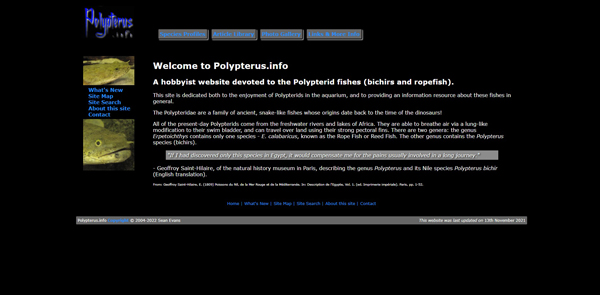 Polypterus
.info
Species Profiles Article Library Photo Gallery Links & More Info
What's New
Site Map
Site Search
About this site
Contact
Welcome to Polypterus.info
A hobbyist website devoted to the Polypterid fishes (bichirs and ropefish).
This site is dedicated both to the enjoyment of Polypterids in the aquarium, and to providing an information resource about these fishes in
general.
The Polypteridae are a family of ancient, snake-like fishes whose origins date back to the time of the dinosaurs!
All of the present-day Polypterids come from the freshwater rivers and lakes of Africa. They are able to breathe air via a lung-like
modification to their swim bladder, and can travel over land using their strong pectoral fins. There are two genera: the genus
Erpetoichthys contains only one species - E. calabaricus, known as the Rope Fish or Reed Fish. The other genus contains the Polypterus
species (bichirs).
"If I had discovered only this species in Egypt, it would compensate me for the pains usually involved in a long journey."
- Geoffroy Saint-Hilaire, of the natural history museum in Paris, describing the genus Polypterus and its Nile species Polypterus bichir
(English translation).
From: Geoffroy Saint-Hilaire, E. (1809) Poissons du Nil, de la Mer Rouge et de la Méditerranée. In: Description de l'Egypte, Vol. 1. Imprimerie impériale), Paris, pp. 1-52.
Home | What's New | Site Map | Site Search | About this site | Contact
Polypterus.info © 2004-2022 Sean Evans
This website was last updated on 13th November 2021